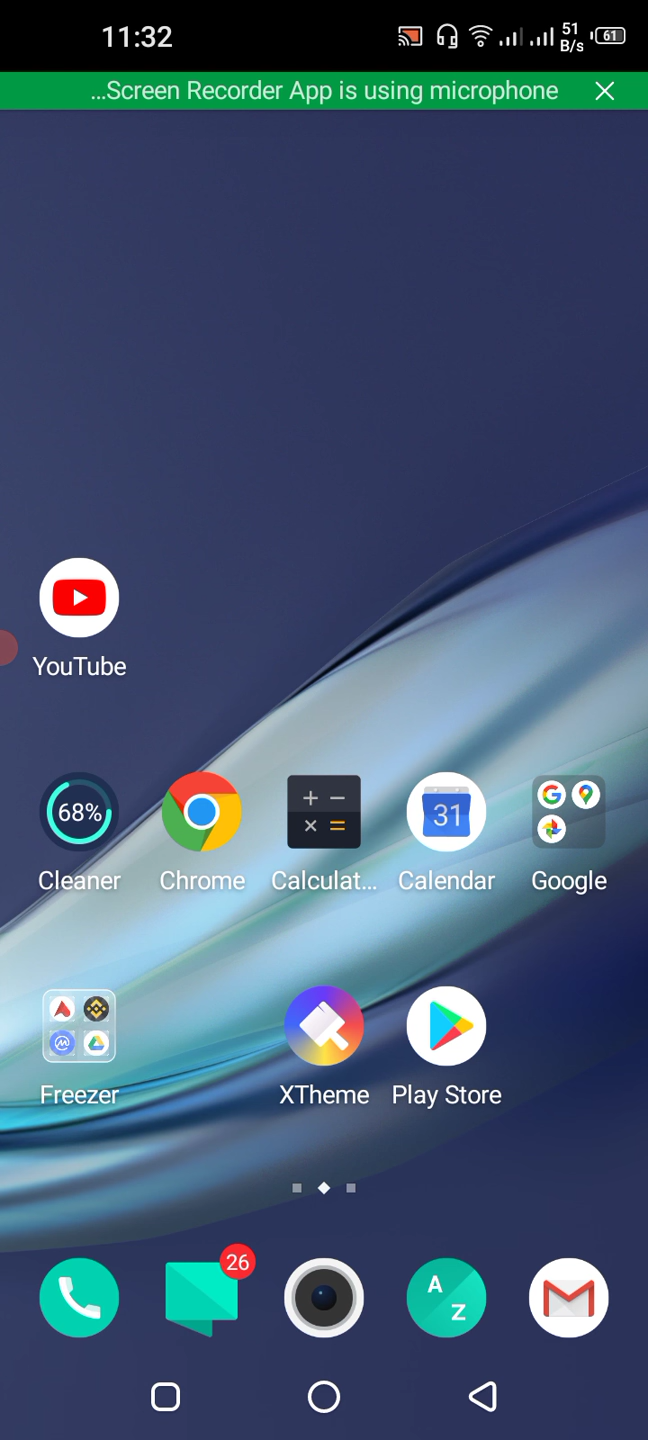 11:32
51
B/s
61
...Screen Recorder App is using microphone
YouTube
68%
31
Cleaner
Chrome
Calculat...
Calendar
Google
Freezer
XTheme
Play Store
26
A
Z